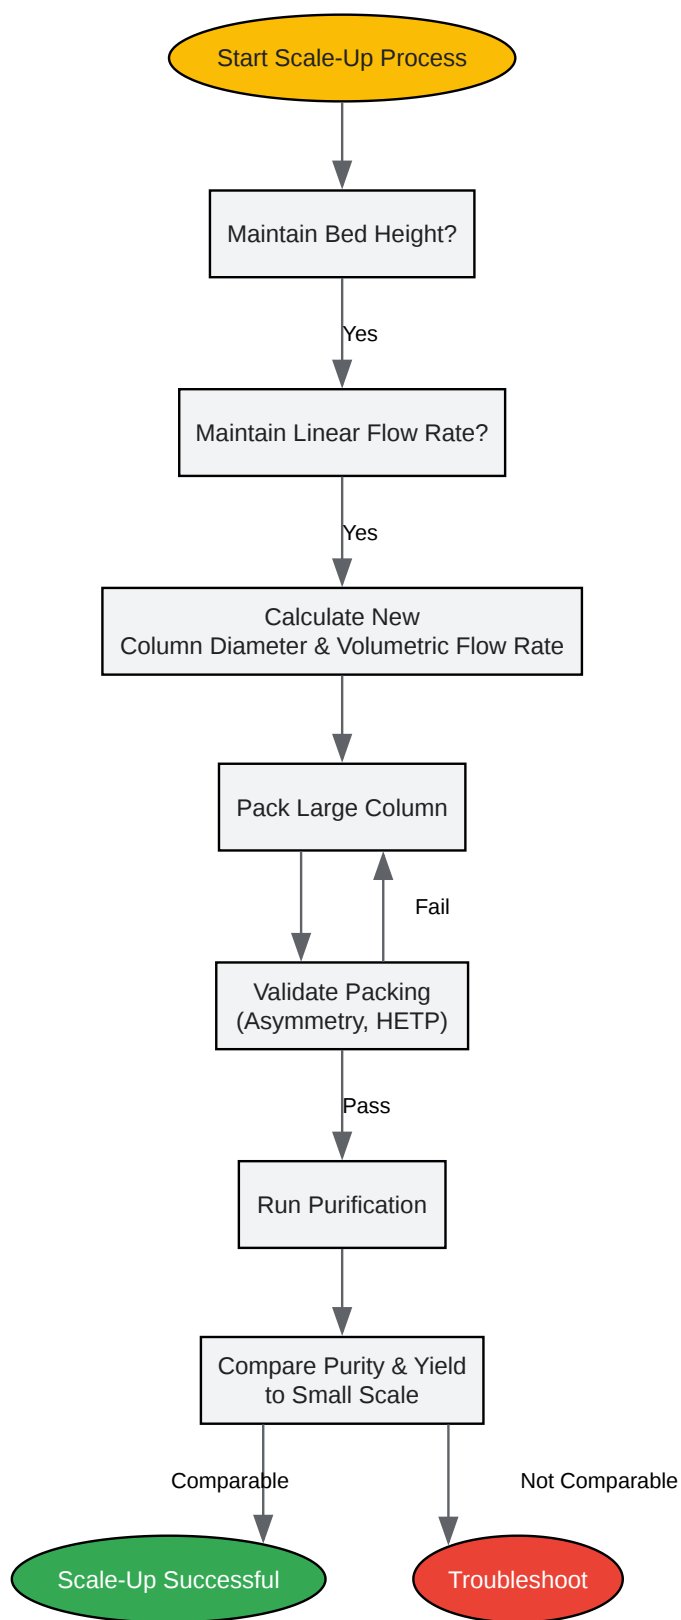 Start Scale-Up Process
Maintain Bed Height?
Yes
Maintain Linear Flow Rate?
Yes
Calculate New
Column Diameter & Volumetric Flow Rate
Pack Large Column
Fail
Validate Packing
(Asymmetry, HETP)
Pass
Run Purification
Compare Purity & Yield
to Small Scale
Comparable
Not Comparable
Scale-Up Successful
Troubleshoot